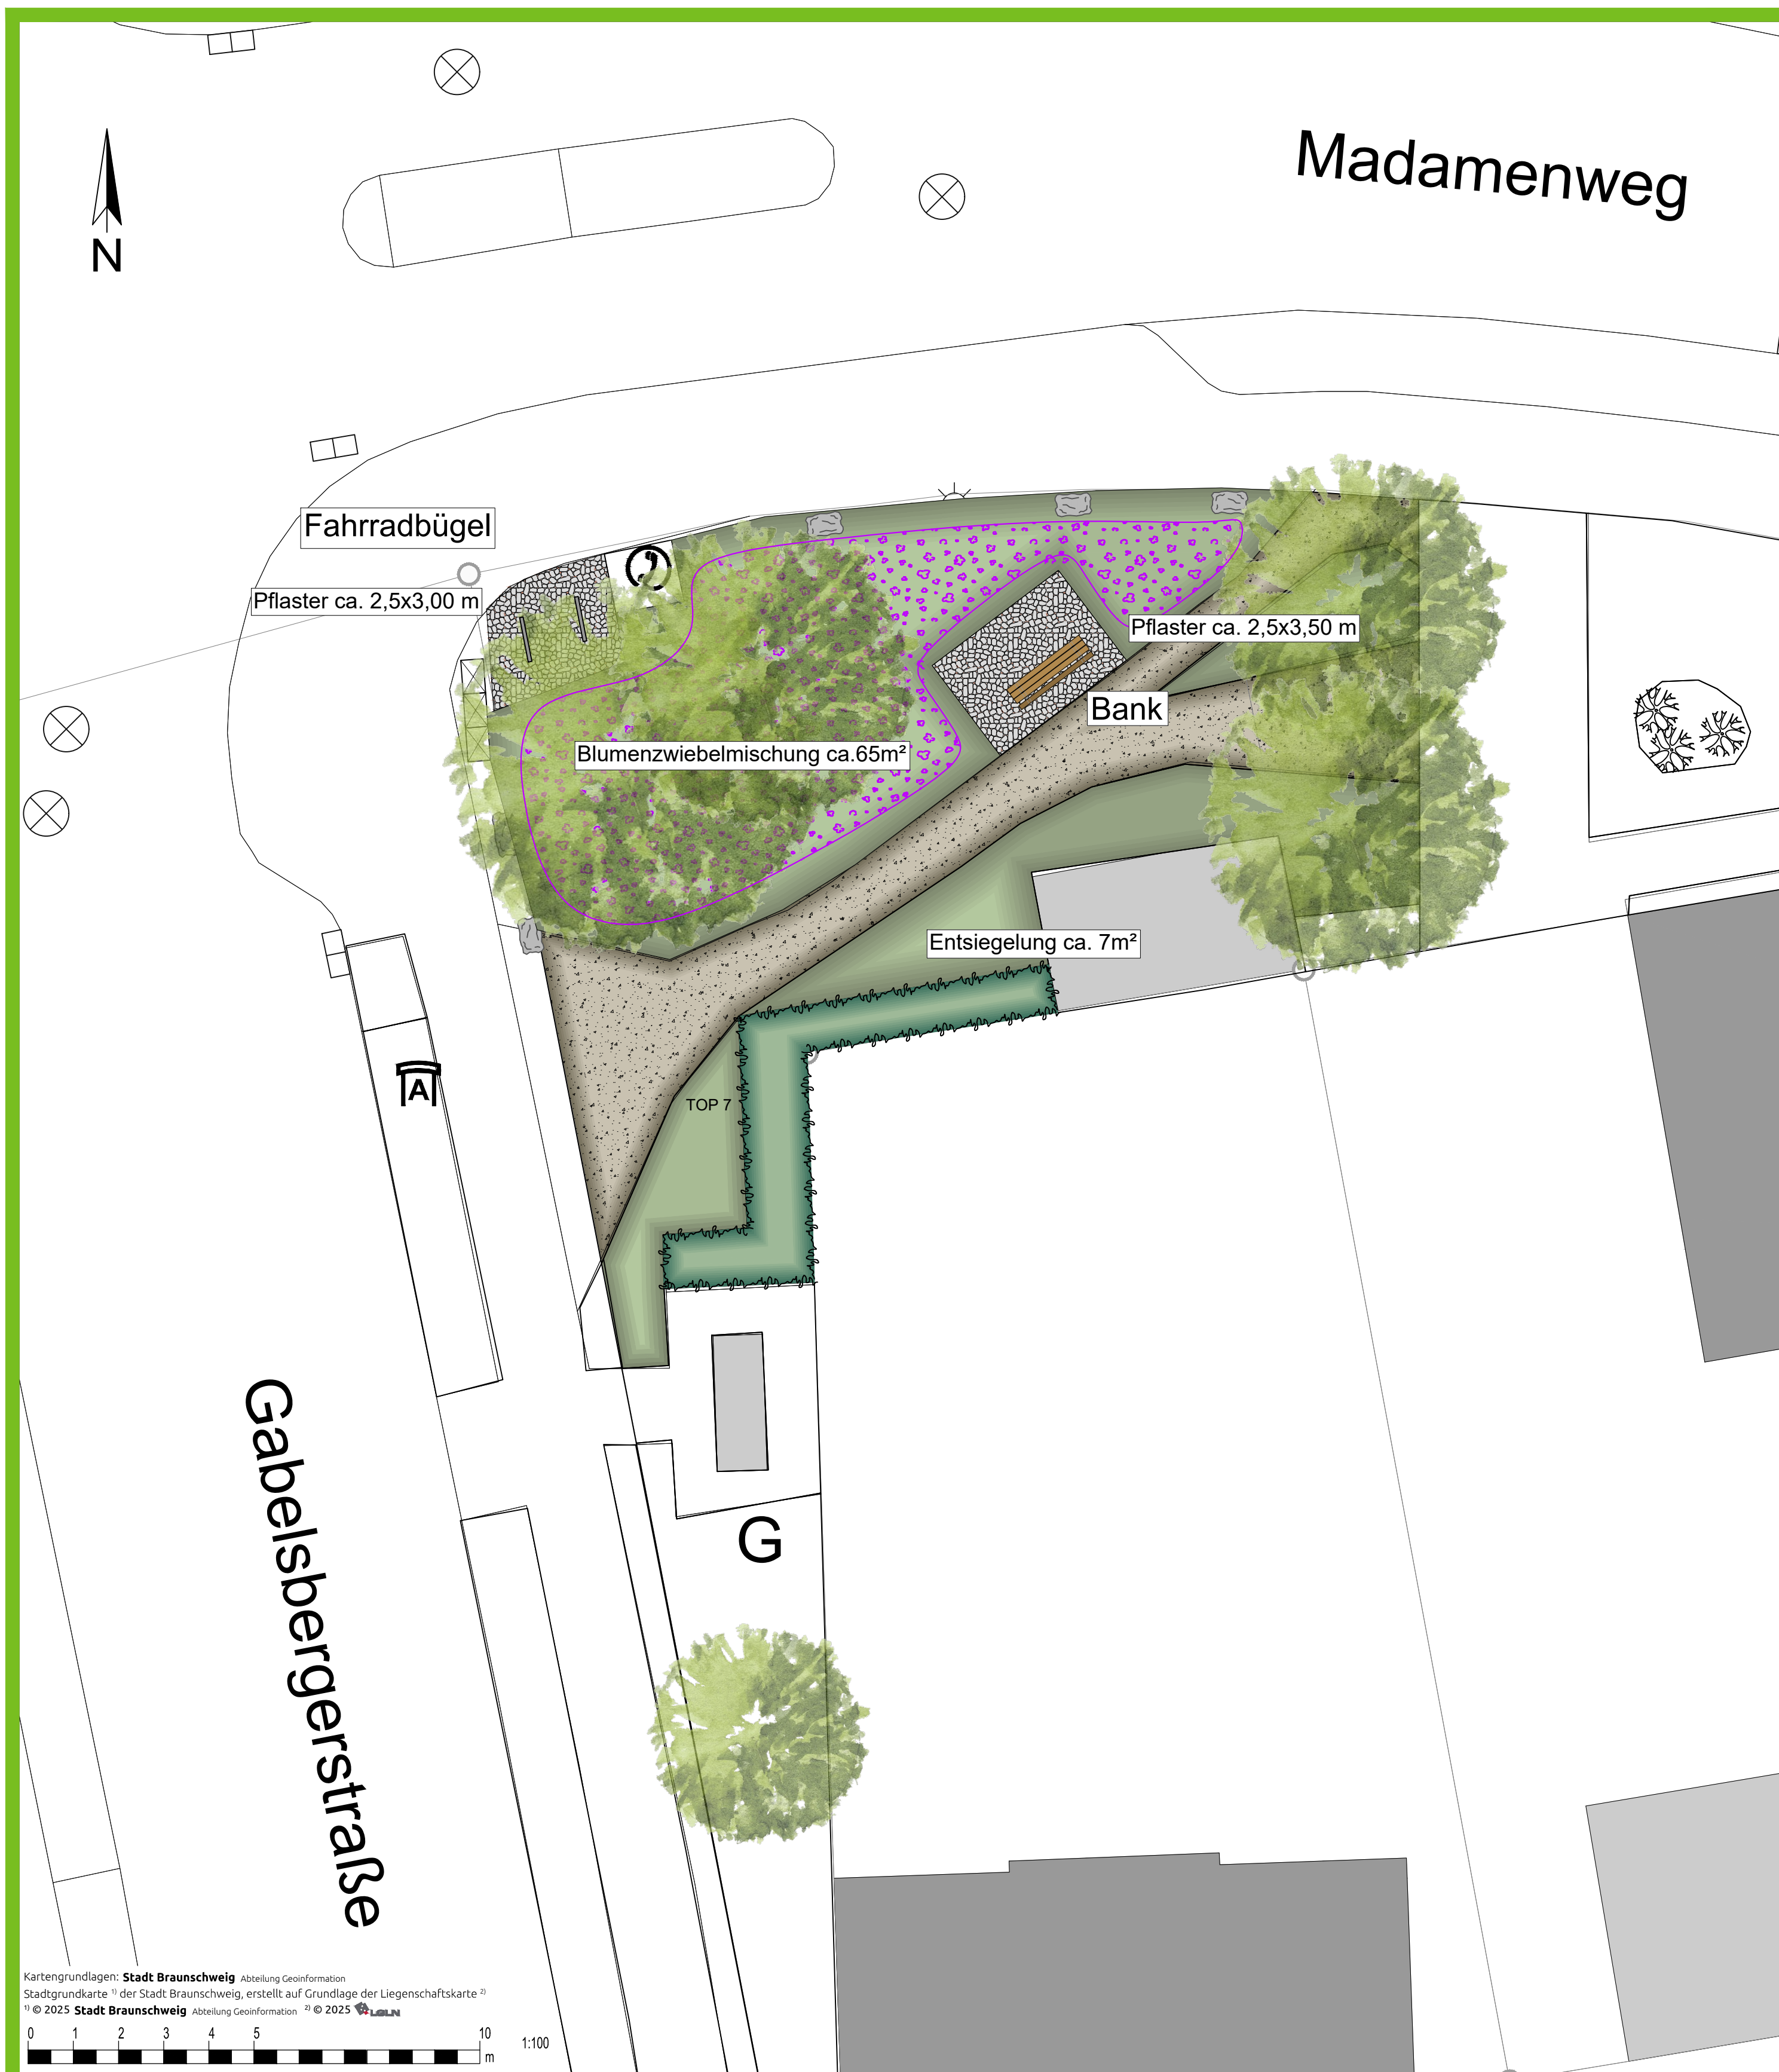 Madamenweg
N
Fahrradbügel
Pflaster ca. 2,5x3,00 m
Pflaster ca. 2,5x3,50 m
Bank
Blumenzwiebelmischung ca.65m²
Entsiegelung ca. 7m²
A
TOP 7
Gabelsbergerstraße
G
Kartengrundlagen: Stadt Braunschweig Abteilung Geoinformation
Stadtgrundkarte ¹⁾ der Stadt Braunschweig, erstellt auf Grundlage der Liegenschaftskarte ²⁾
¹⁾ © 2025 Stadt Braunschweig Abteilung Geoinformation ²⁾ © 2025 LGLN
0 1 2 3 4 5 10 m 1:100